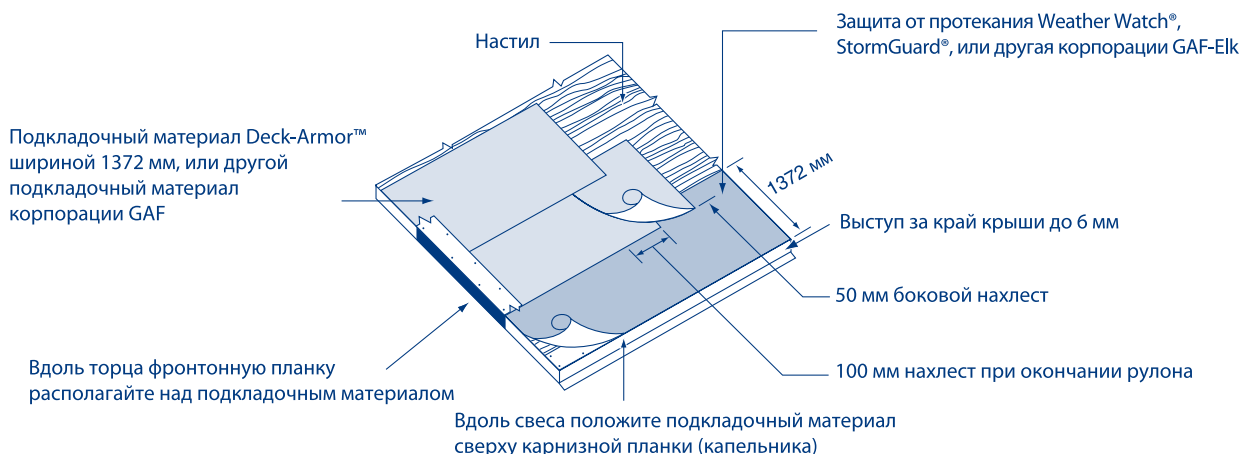 Защита от протекания Weather Watch®,
StormGuard®, или другая корпорации GAF-Elk
Настил
Подкладочный материал Deck-Armor™
шириной 1372 мм, или другой
подкладочный материал
корпорации GAF
1372 мм
Выступ за край крыши до 6 мм
50 мм боковой нахлест
Вдоль торца фронтонную планку
располагайте над подкладочным материалом
100 мм нахлест при окончании рулона
Вдоль свеса положите подкладочный материал
сверху карнизной планки (капельника)